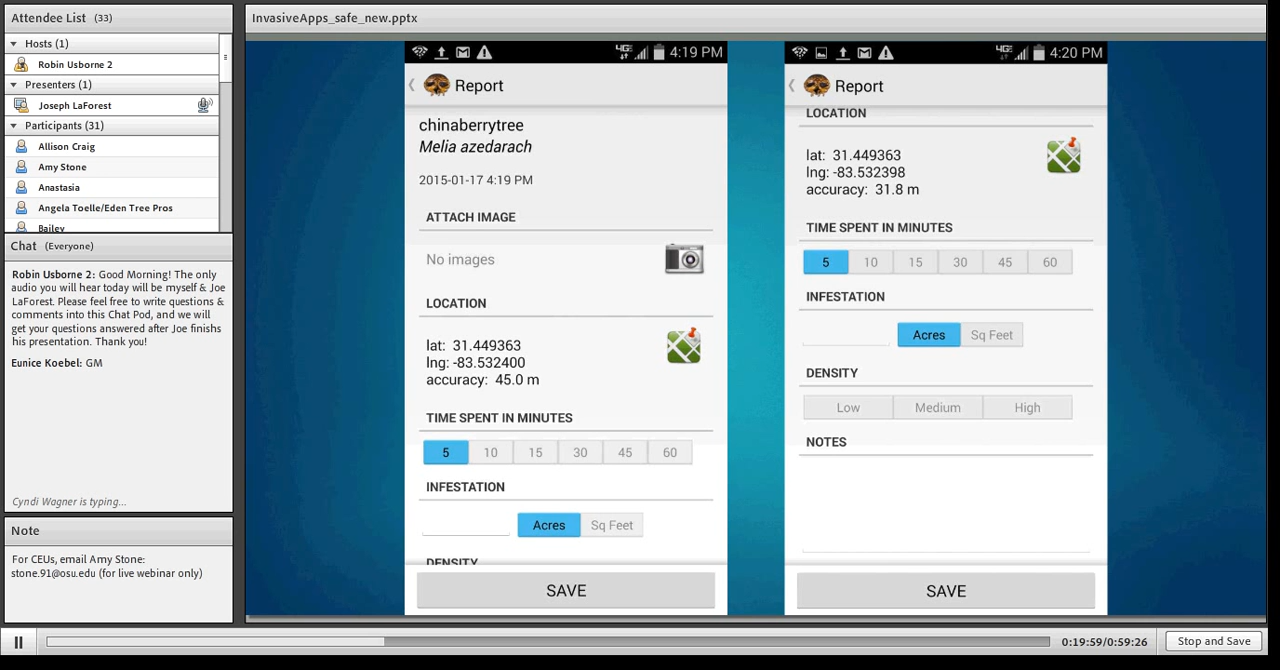 Attendee List (33)
Hosts (1)
Robin Usborne 2
Presenters (1)
Joseph LaForest
Participants (31)
Allison Craig
Amy Stone
Anastasia
Angela Toelle/Eden Tree Pros
Bailey
Chat (Everyone)
Robin Usborne 2: Good Morning! The only
audio you will hear today will be myself & Joe
LaForest. Please feel free to write questions &
comments into this Chat Pod, and we will
get your questions answered after Joe finishs
his presentation. Thank you!
Eunice Koebel: GM
Cyndi Wagner is typing...
Note
For CEUs, email Amy Stone:
stone.91@osu.edu (for live webinar only)
InvasiveApps_safe_new.pptx
4G 4:19 PM
Report
chinaberrytree
Melia azedarach
2015-01-17 4:19 PM
ATTACH IMAGE
No images
LOCATION
lat: 31.449363
lng: -83.532400
accuracy: 45.0 m
TIME SPENT IN MINUTES
5 10 15 30 45 60
INFESTATION
Acres Sq Feet
DENSITY
SAVE
4G 4:20 PM
Report
LOCATION
lat: 31.449363
lng: -83.532398
accuracy: 31.8 m
TIME SPENT IN MINUTES
5 10 15 30 45 60
INFESTATION
Acres Sq Feet
DENSITY
Low Medium High
NOTES
SAVE
0:19:59/0:59:26
Stop and Save